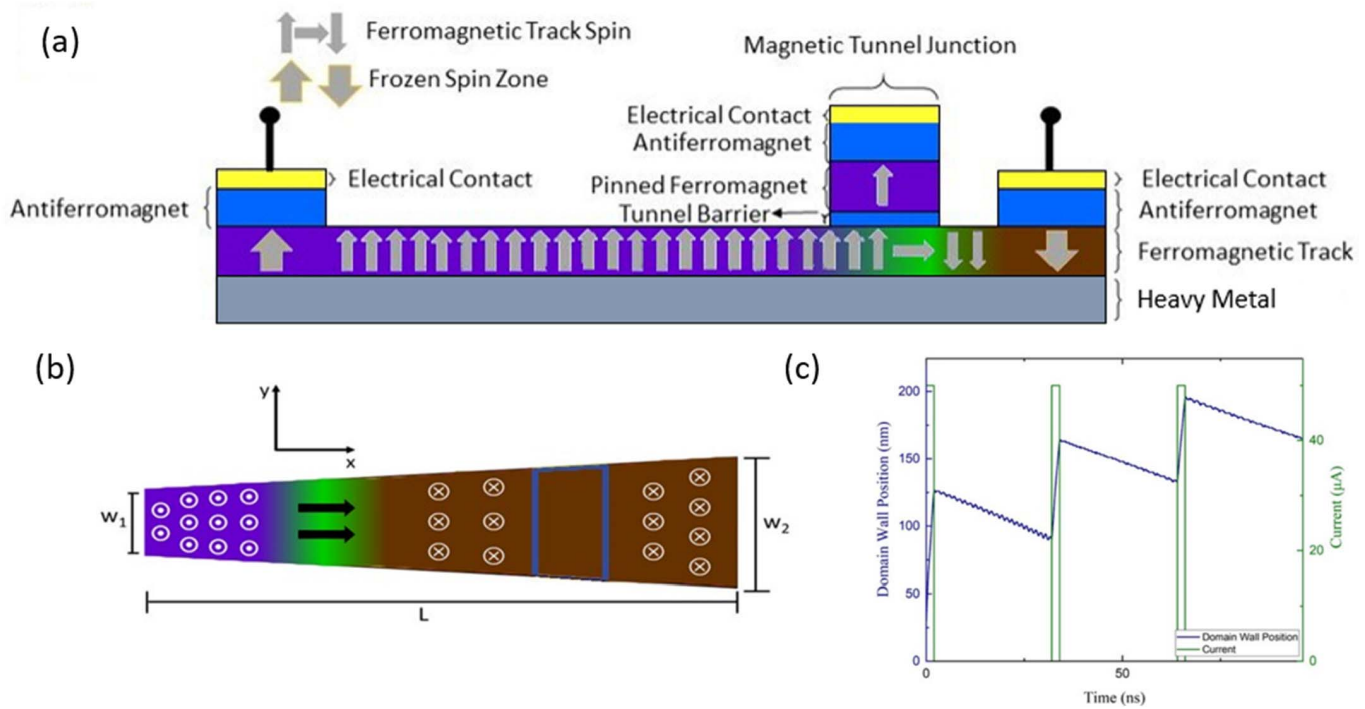 (a)
Ferromagnetic Track Spin
Frozen Spin Zone
Magnetic Tunnel Junction
Electrical Contact
Antiferromagnet
Pinned Ferromagnet
Tunnel Barrier
Electrical Contact
Antiferromagnet
Electrical Contact
Antiferromagnet
Ferromagnetic Track
Heavy Metal
(b)
y
x
w1
w2
L
(c)
Domain Wall Position (nm)
200
150
100
50
0
0
50
Time (ns)
40
20
0
Current (μA)
Domain Wall Position
Current